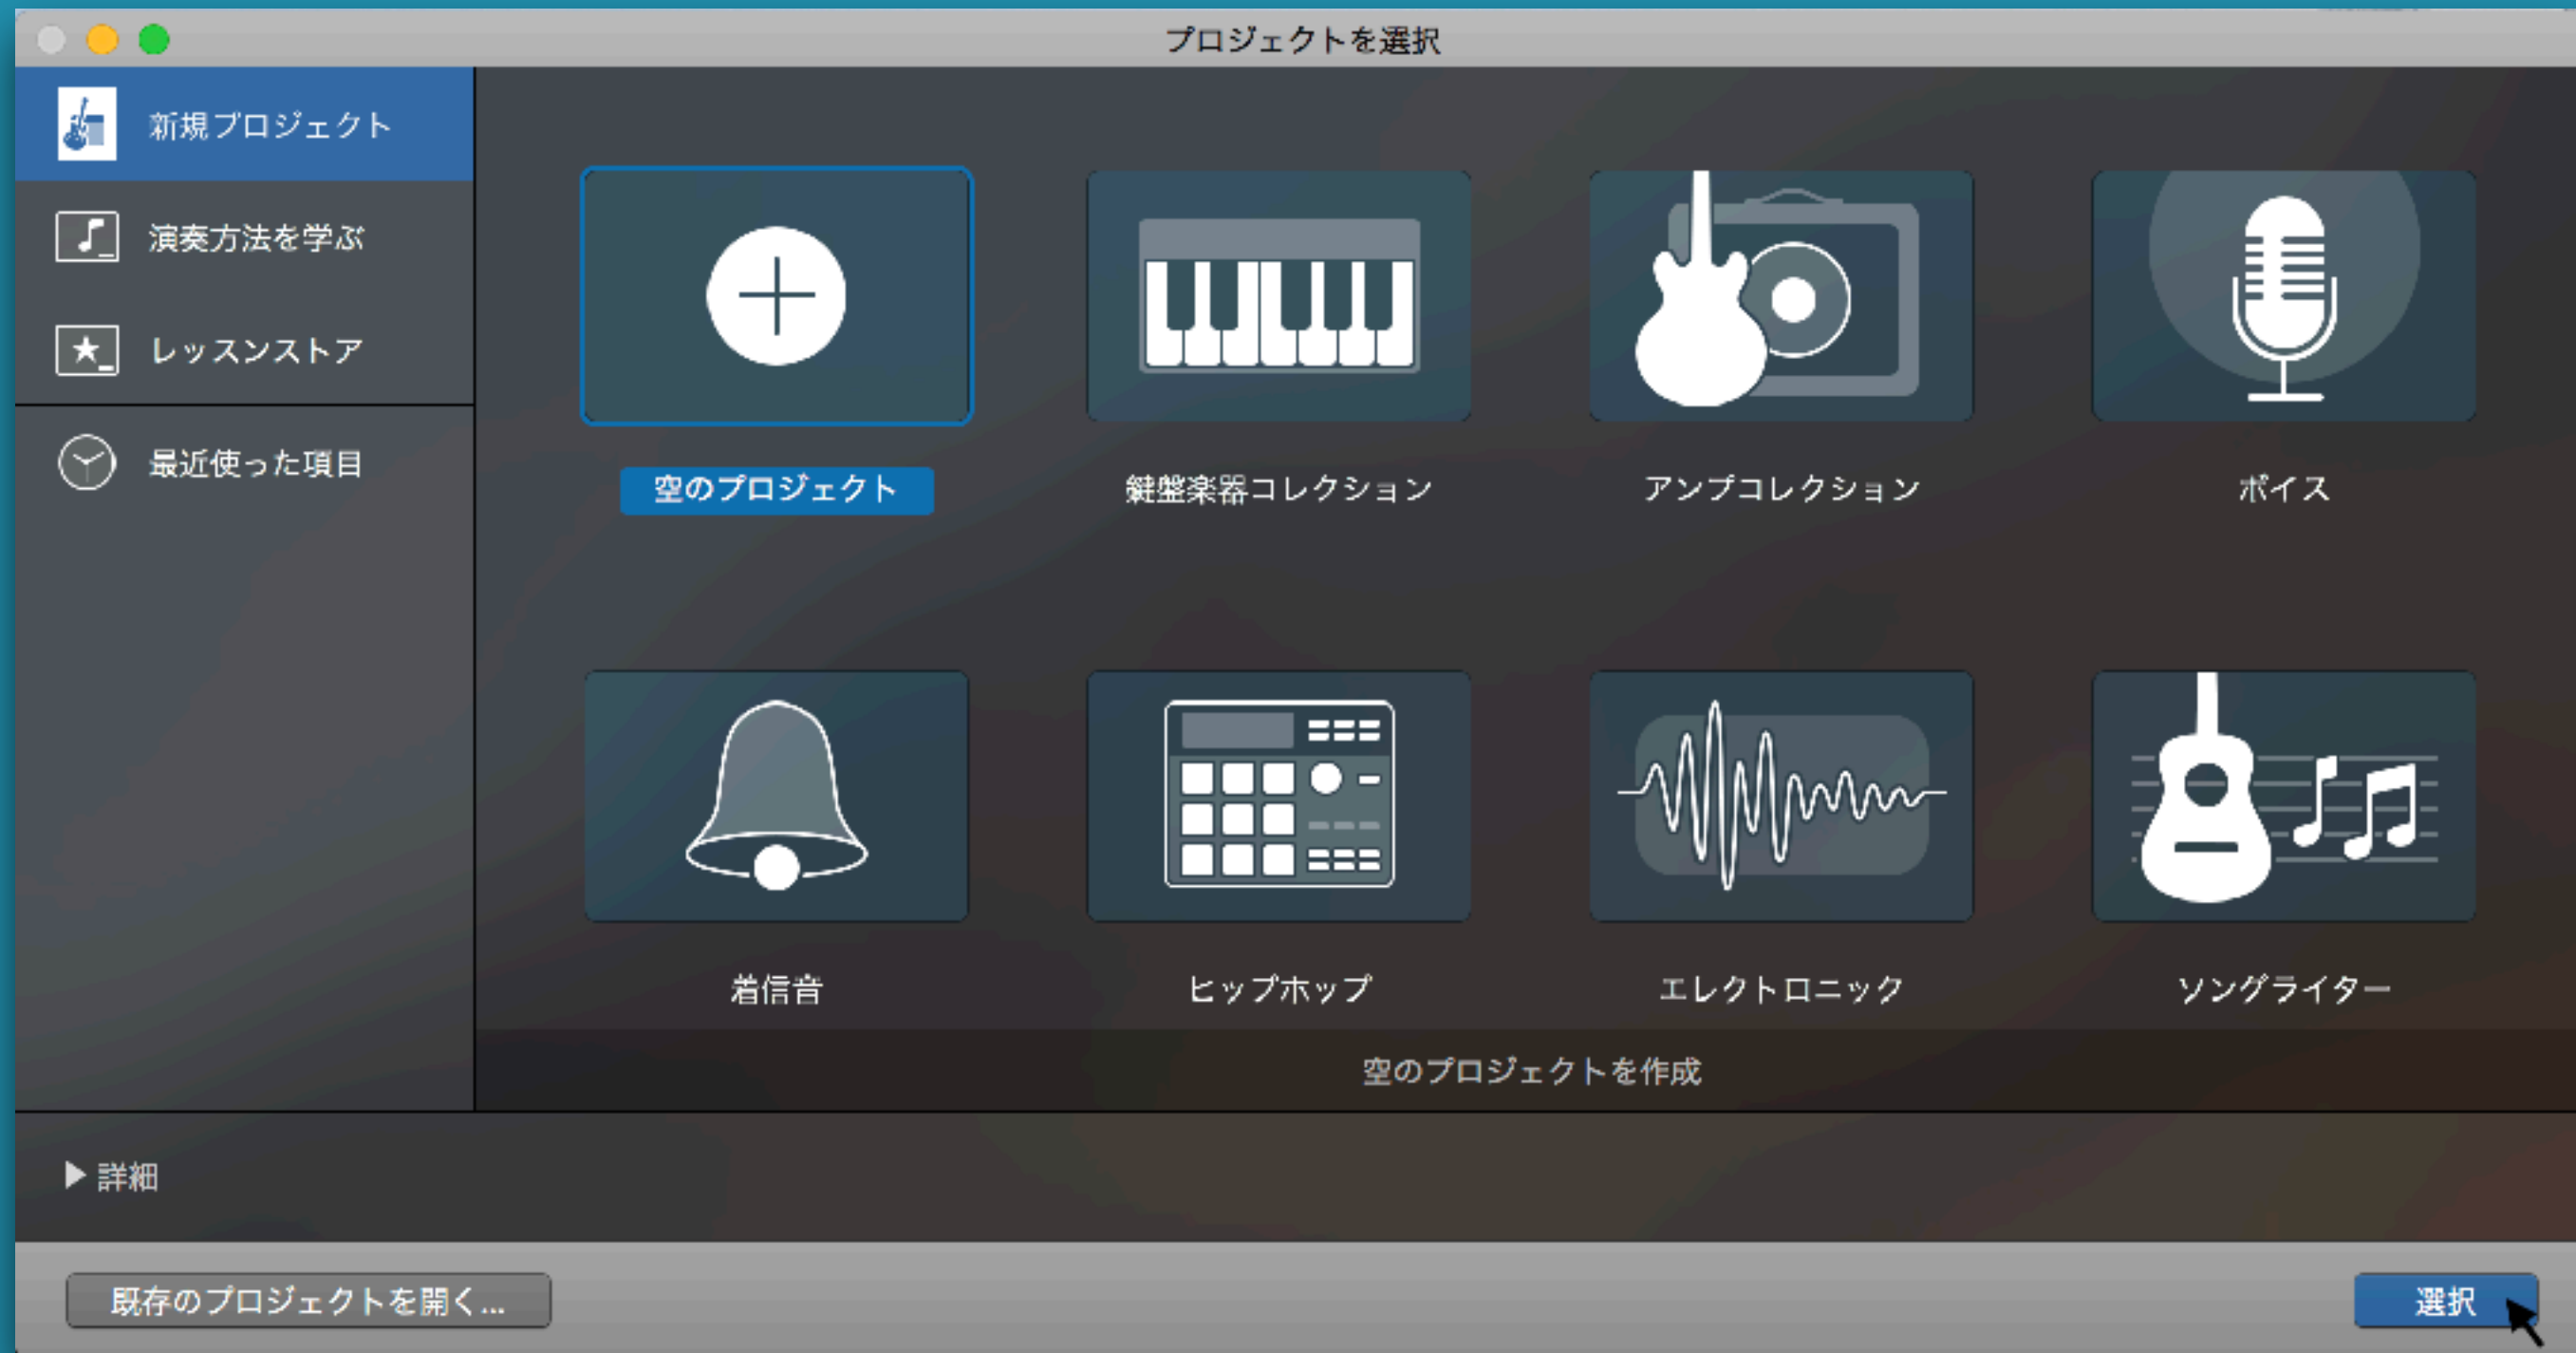 プロジェクトを選択
新規プロジェクト
演奏方法を学ぶ
レッスンストア
最近使った項目
空のプロジェクト
鍵盤楽器コレクション
アンプコレクション
ボイス
着信音
ヒップホップ
エレクトロニック
ソングライター
空のプロジェクトを作成
詳細
既存のプロジェクトを開く...
選択